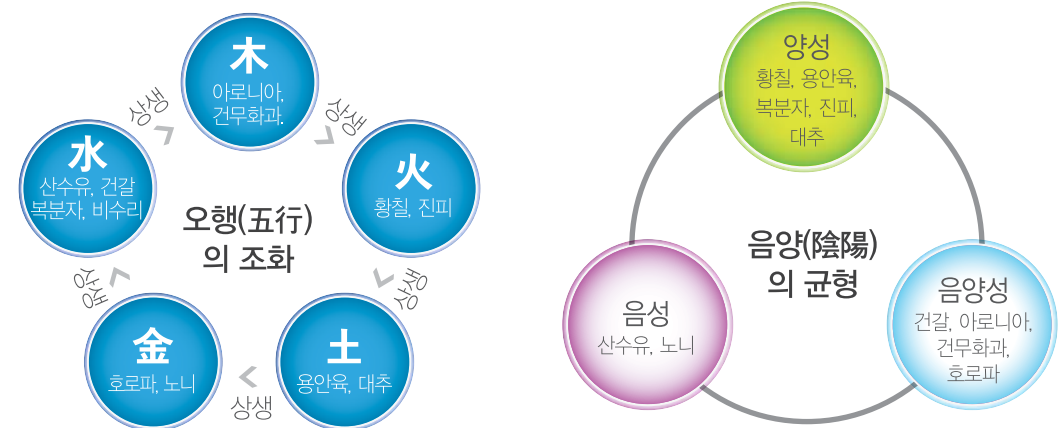 木
아로니아,
건무화과.
상생
火
황칠, 진피
상생
土
용안육, 대추
상생
金
호로파, 노니
상생
水
산수유, 건갈
복분자, 비수리
상생
오행(五行)
의 조화
양성
황칠, 용안육,
복분자, 진피,
대추
음양(陰陽)
의 균형
음성
산수유, 노니
음양성
건갈, 아로니아,
건무화과,
호로파